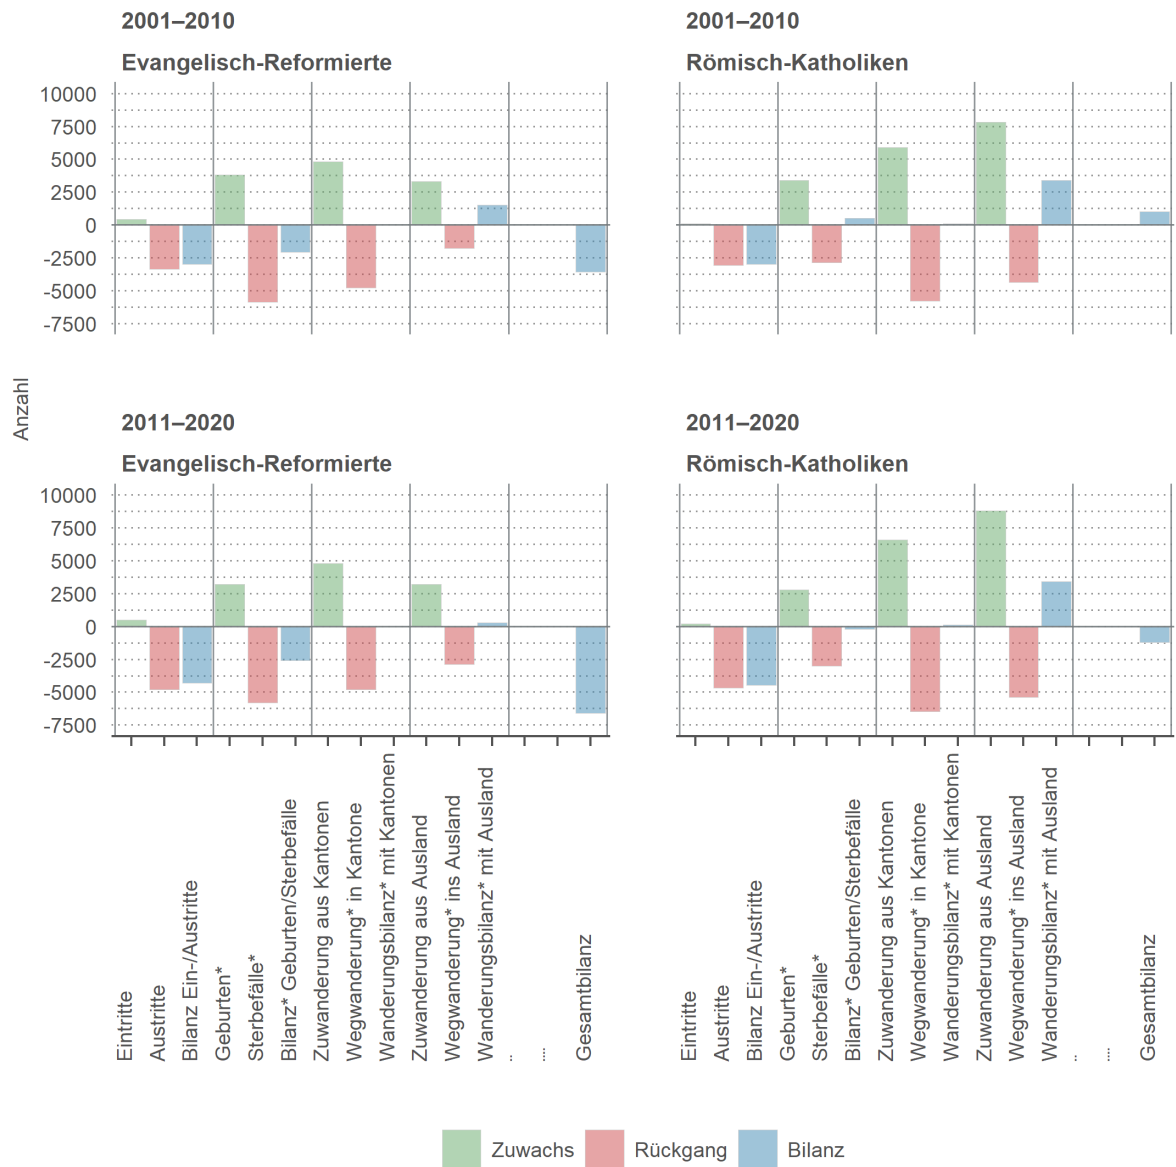 2001–2010
Evangelisch-Reformierte
2001–2010
Römisch-Katholiken
10000
7500
5000
2500
0
-2500
-5000
-7500
Anzahl
2011–2020
Evangelisch-Reformierte
2011–2020
Römisch-Katholiken
10000
7500
5000
2500
0
-2500
-5000
-7500
Eintritte
Austritte
Bilanz Ein-/Austritte
Geburten*
Sterbefälle*
Bilanz* Geburten/Sterbefälle
Zuwanderung aus Kantonen
Wegwanderung* in Kantone
Wanderungsbilanz* mit Kantonen
Zuwanderung aus Ausland
Wegwanderung* ins Ausland
Wanderungsbilanz* mit Ausland
..
....
Gesamtbilanz
Eintritte
Austritte
Bilanz Ein-/Austritte
Geburten*
Sterbefälle*
Bilanz* Geburten/Sterbefälle
Zuwanderung aus Kantonen
Wegwanderung* in Kantone
Wanderungsbilanz* mit Kantonen
Zuwanderung aus Ausland
Wegwanderung* ins Ausland
Wanderungsbilanz* mit Ausland
..
....
Gesamtbilanz
Zuwachs
Rückgang
Bilanz